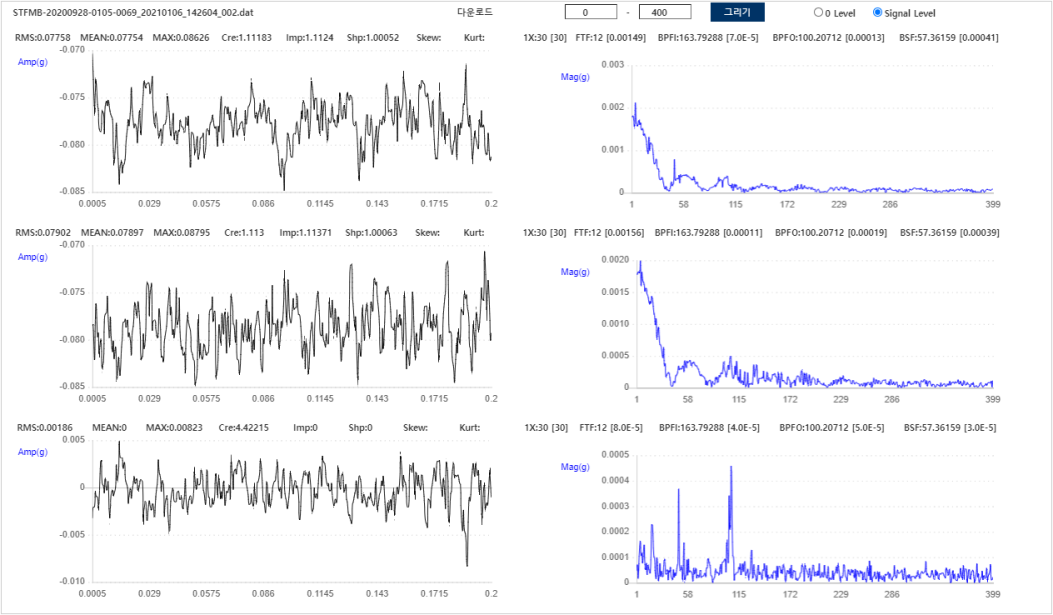 STFMB-20200928-0105-0069_20210106_142604_002.dat 다운로드 0 - 400 그리기 0 Level Signal Level
RMS:0.07758 MEAN:0.07754 MAX:0.08626 Cre:1.11183 Imp:1.1124 Shp:1.00052 Skew: Kurt:
Amp(g)
-0.070
-0.075
-0.080
-0.085
0.0005 0.029 0.0575 0.086 0.1145 0.143 0.1715 0.2
1X:30 [30] FTF:12 [0.00149] BPFI:163.79288 [7.0E-5] BPFO:100.20712 [0.00013] BSF:57.36159 [0.00041]
Mag(g)
0.003
0.002
0.001
0
1 58 115 172 229 286 399
RMS:0.07902 MEAN:0.07897 MAX:0.08795 Cre:1.113 Imp:1.11371 Shp:1.00063 Skew: Kurt:
Amp(g)
-0.070
-0.075
-0.080
-0.085
0.0005 0.029 0.0575 0.086 0.1145 0.143 0.1715 0.2
1X:30 [30] FTF:12 [0.00156] BPFI:163.79288 [0.00011] BPFO:100.20712 [0.00019] BSF:57.36159 [0.00039]
Mag(g)
0.0020
0.0015
0.0010
0.0005
0
1 58 115 172 229 286 399
RMS:0.00186 MEAN:0 MAX:0.00823 Cre:4.42215 Imp:0 Shp:0 Skew: Kurt:
Amp(g)
0.005
0
-0.005
-0.010
0.0005 0.029 0.0575 0.086 0.1145 0.143 0.1715 0.2
1X:30 [30] FTF:12 [8.0E-5] BPFI:163.79288 [4.0E-5] BPFO:100.20712 [5.0E-5] BSF:57.36159 [3.0E-5]
Mag(g)
0.0005
0.0004
0.0003
0.0002
0.0001
0
1 58 115 172 229 286 399